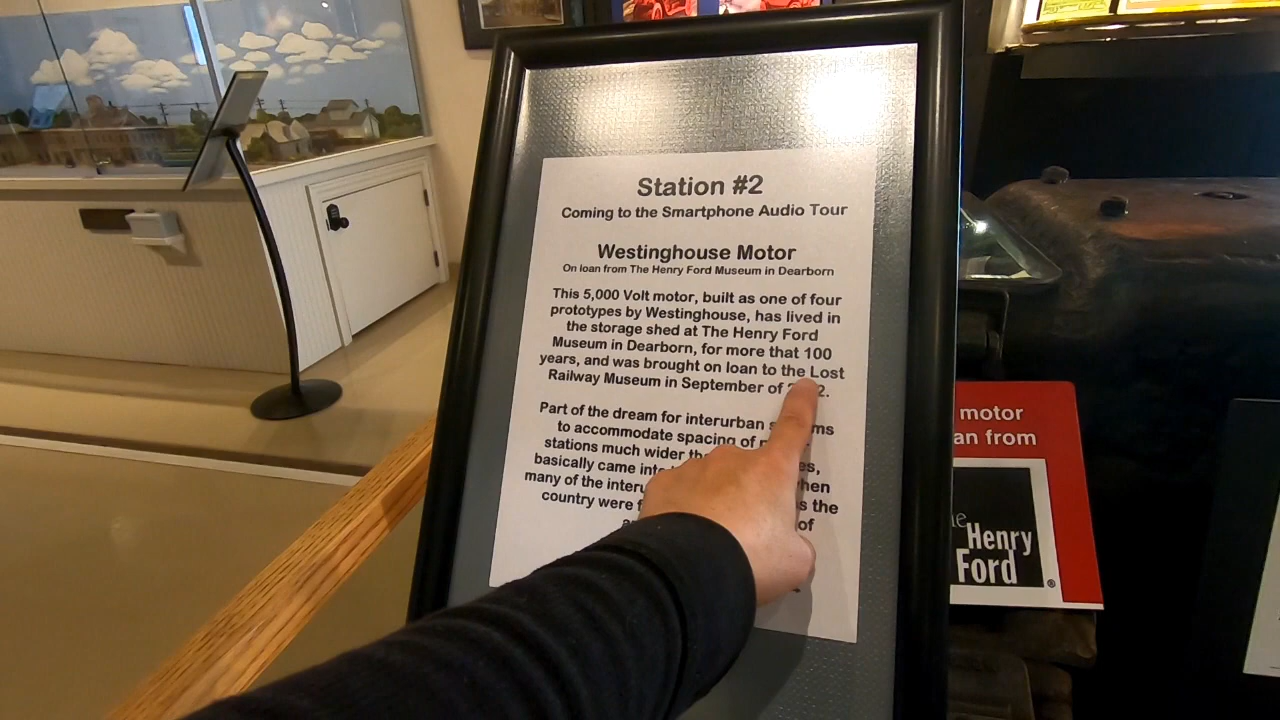 Station #2
Coming to the Smartphone Audio Tour
Westinghouse Motor
On loan from The Henry Ford Museum in Dearborn
This 5,000 Volt motor, built as one of four
prototypes by Westinghouse, has lived in
the storage shed at The Henry Ford
Museum in Dearborn, for more that 100
years, and was brought on loan to the Lost
Railway Museum in September of
Part of the dream for interurban
to accommodate spacing of
stations much wider
basically came
many of the
country were the
of
motor
from
Henry
Ford